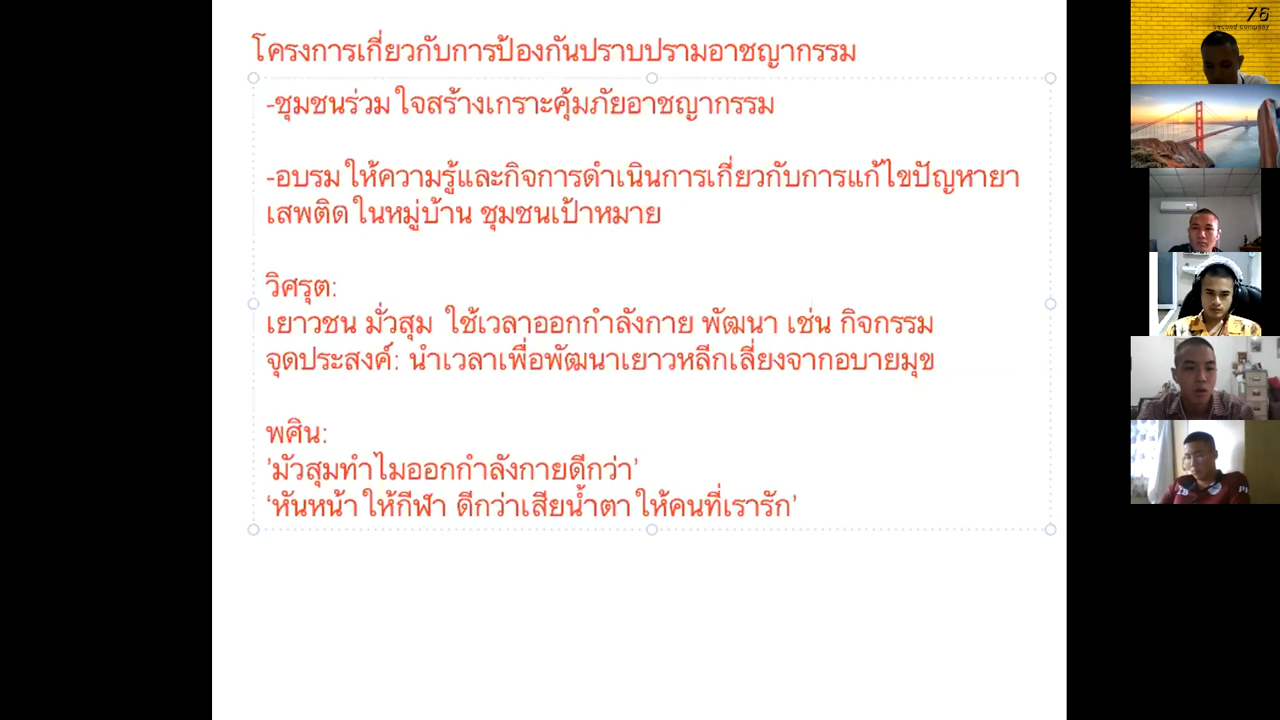 โครงการเกี่ยวกับการป้องกันปราบปรามอาชญากรรม
-ชุมชนร่วมใจสร้างเกราะคุ้มภัยอาชญากรรม
-อบรมให้ความรู้และกิจการดำเนินการเกี่ยวกับการแก้ไขปัญหายา
เสพติดในหมู่บ้าน ชุมชนเป้าหมาย
วิศรุต:
เยาวชน มั่วสุม ใช้เวลาออกกำลังกาย พัฒนา เช่น กิจกรรม
จุดประสงค์: นำเวลาเพื่อพัฒนาเยาวหลีกเลี่ยงจากอบายมุข
พศิน:
'มัวสุมทำไมออกกำลังกายดีกว่า'
‘หันหน้าให้กีฬา ดีกว่าเสียน้ำตาให้คนที่เรารัก’
76
second company